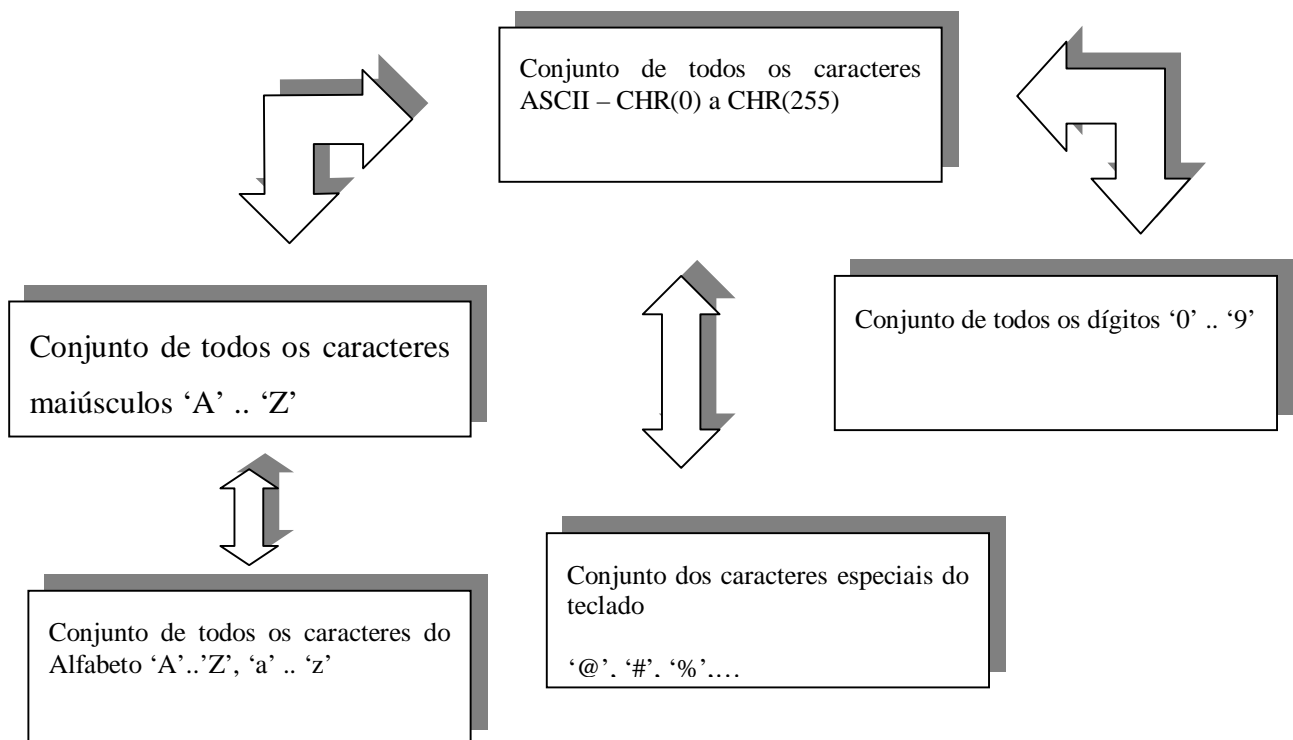 Conjunto de todos os caracteres
ASCII – CHR(0) a CHR(255)
Conjunto de todos os caracteres
maiúsculos ‘A’ .. ‘Z’
Conjunto de todos os dígitos ‘0’ .. ‘9’
Conjunto de todos os caracteres do
Alfabeto ‘A’..’Z’, ‘a’ .. ‘z’
Conjunto dos caracteres especiais do
teclado
‘@’, ‘#’, ‘%’,…